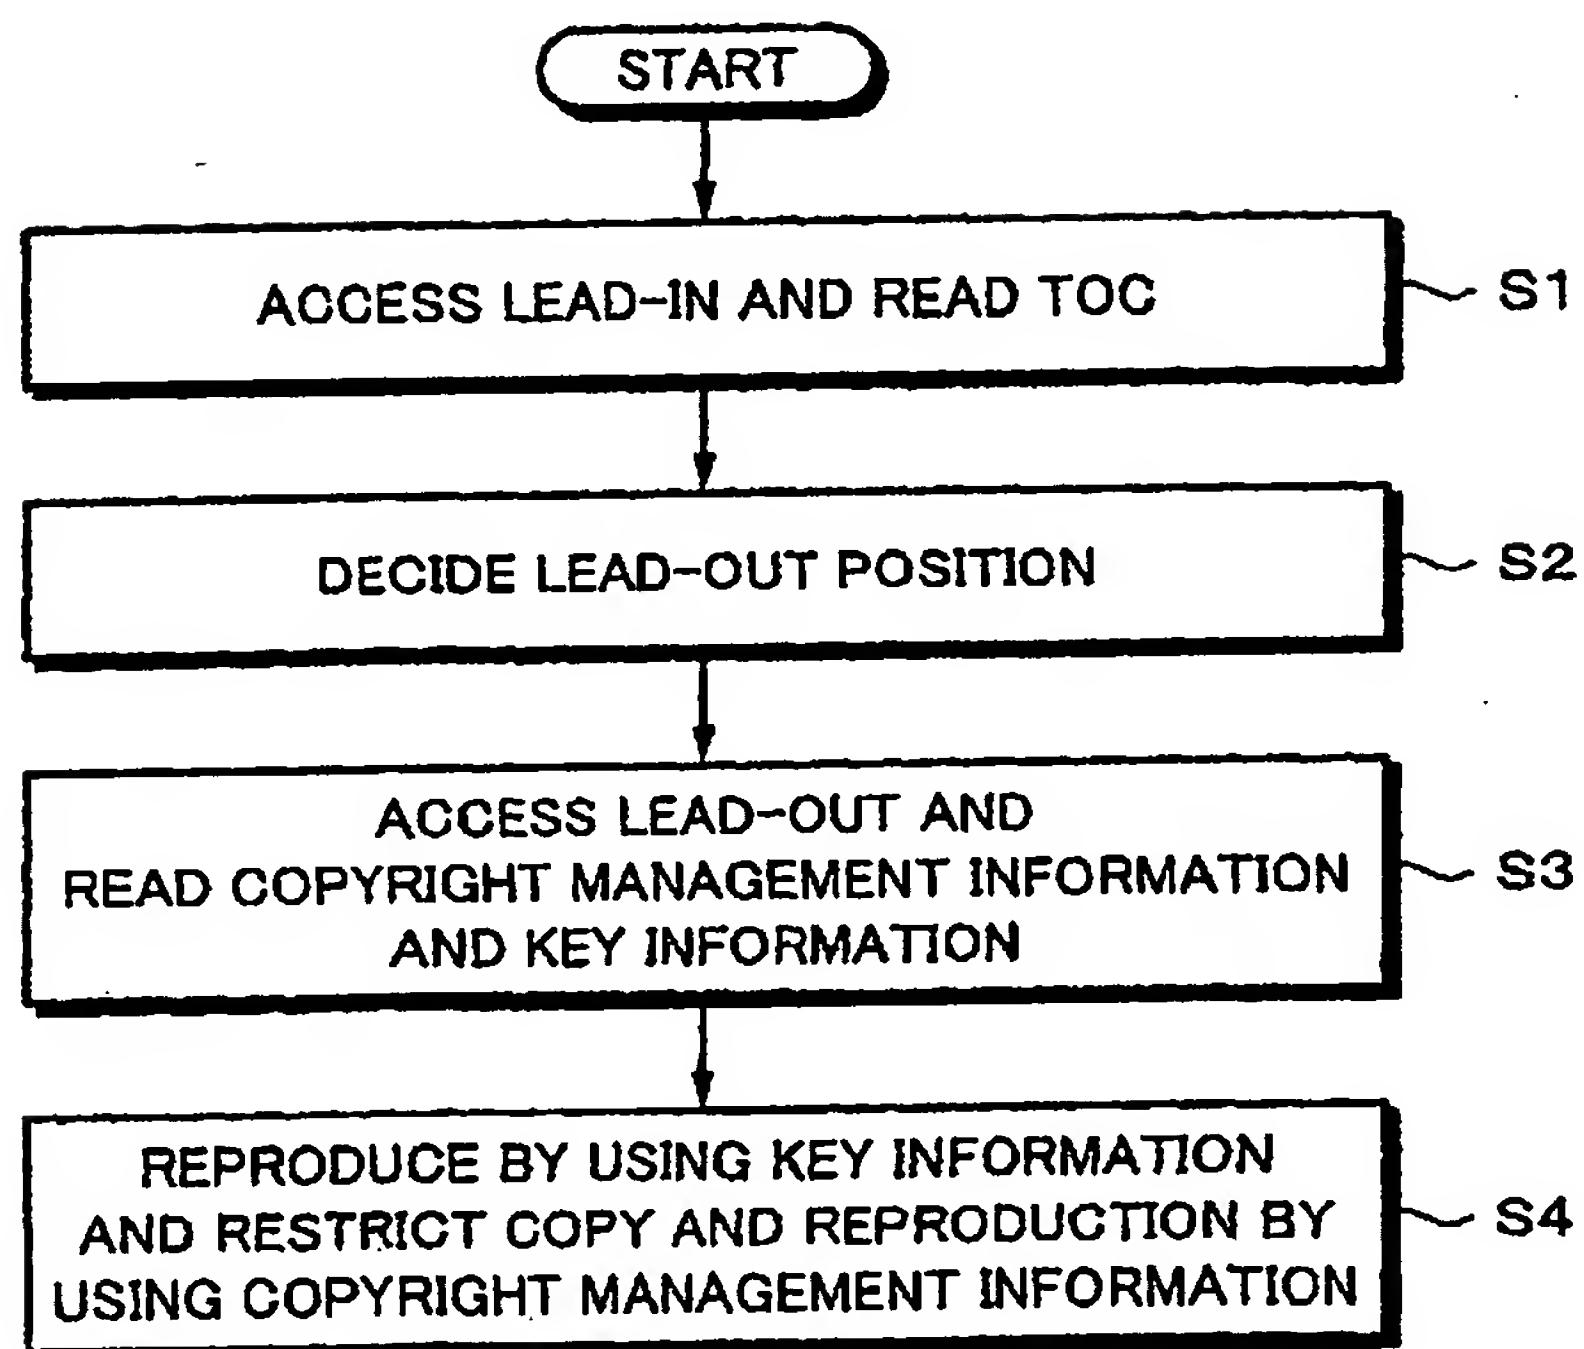 START
ACCESS LEAD-IN AND READ TOC
S1
DECIDE LEAD-OUT POSITION
S2
ACCESS LEAD-OUT AND
READ COPYRIGHT MANAGEMENT INFORMATION
AND KEY INFORMATION
S3
REPRODUCE BY USING KEY INFORMATION
AND RESTRICT COPY AND REPRODUCTION BY
USING COPYRIGHT MANAGEMENT INFORMATION
S4